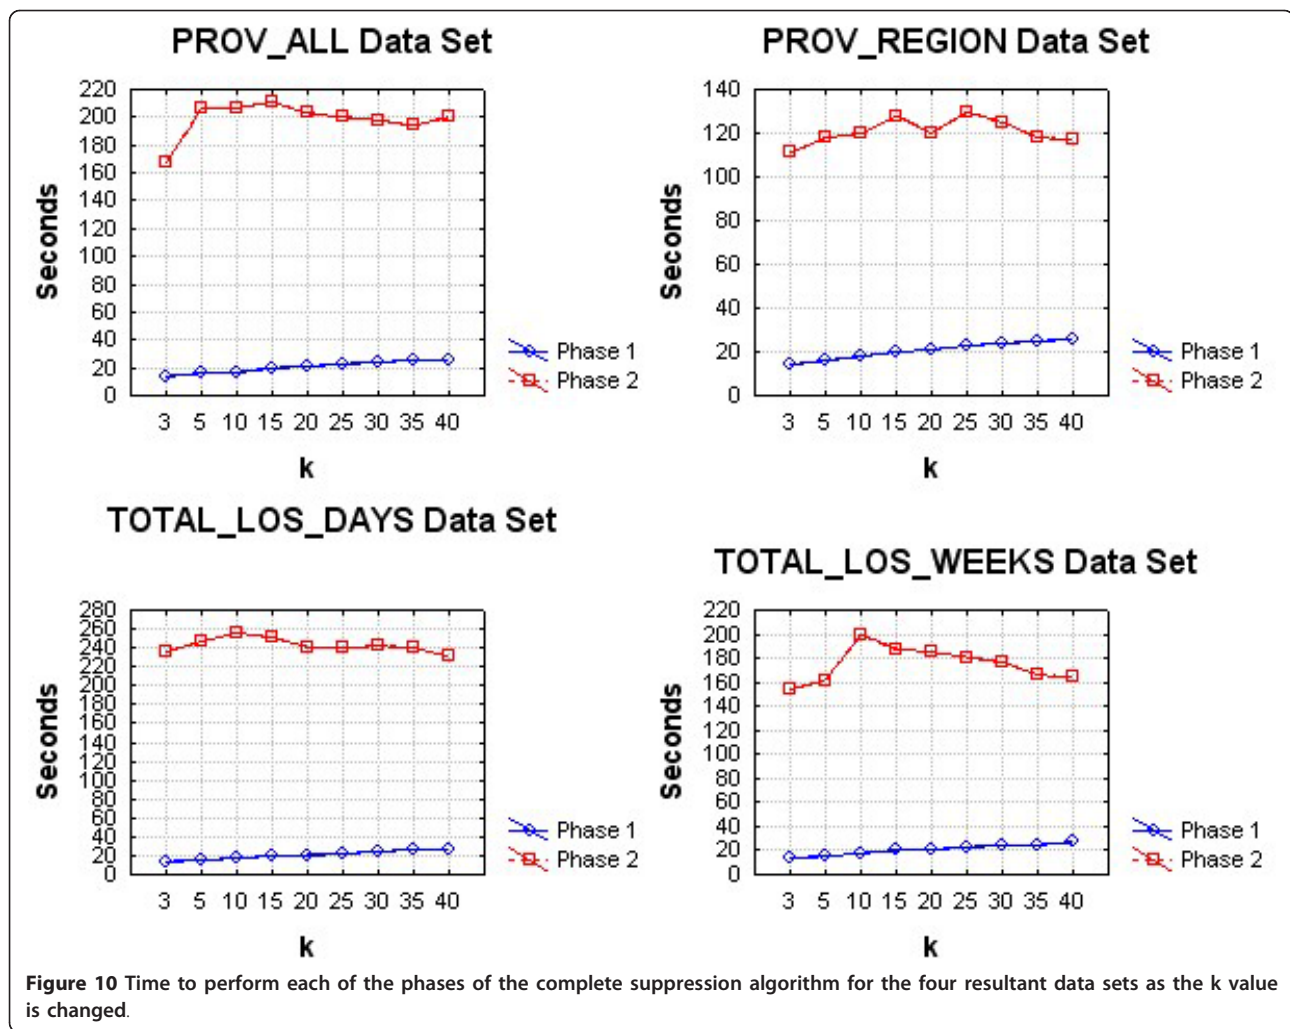 PROV_ALL Data Set
220
200
180
160
140
120
100
80
60
40
20
0
Seconds
3 5 10 15 20 25 30 35 40
k
Phase 1
Phase 2
PROV_REGION Data Set
140
120
100
80
60
40
20
0
Seconds
3 5 10 15 20 25 30 35 40
k
Phase 1
Phase 2
TOTAL_LOS_DAYS Data Set
280
260
240
220
200
180
160
140
120
100
80
60
40
20
0
Seconds
3 5 10 15 20 25 30 35 40
k
Phase 1
Phase 2
TOTAL_LOS_WEEKS Data Set
220
200
180
160
140
120
100
80
60
40
20
0
Seconds
3 5 10 15 20 25 30 35 40
k
Phase 1
Phase 2
Figure 10 Time to perform each of the phases of the complete suppression algorithm for the four resultant data sets as the k value
is changed.